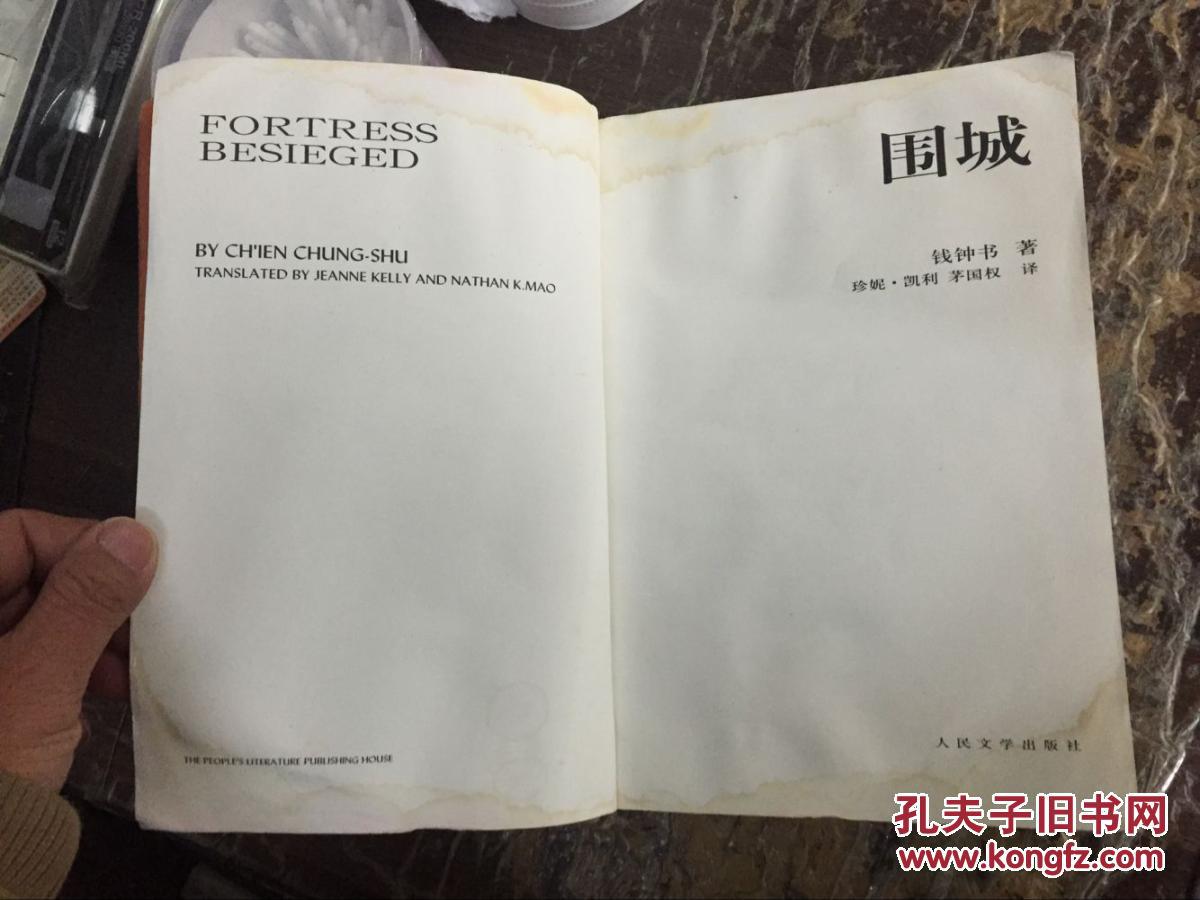 FORTRESS
BESIEGED
BY CH'IEN CHUNG-SHU
TRANSLATED BY JEANNE KELLY AND NATHAN K.MAO
THE PEOPLE'S LITERATURE PUBLISHING HOUSE
围城
钱钟书 著
珍妮·凯利 茅国权 译
人民文学出版社
孔夫子旧书网
www.kongfz.com